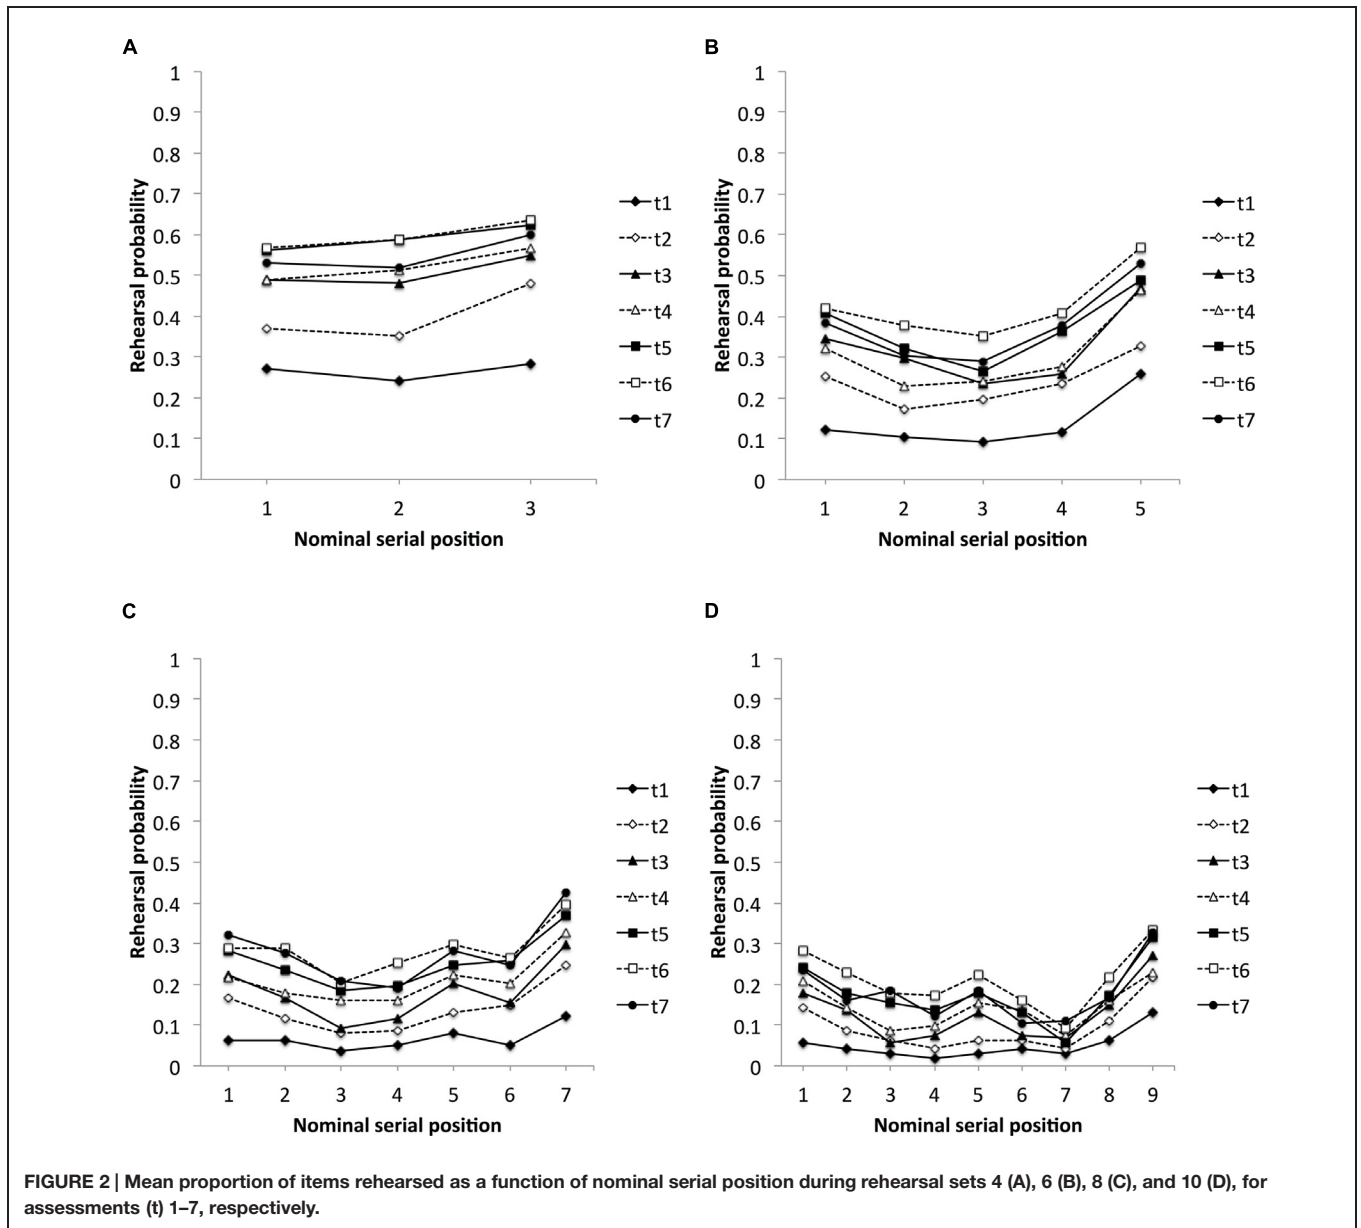 A
1
0.9
0.8
0.7
0.6
0.5
0.4
0.3
0.2
0.1
0
Rehearsal probability
1 2 3
Nominal serial position
t1
t2
t3
t4
t5
t6
t7
B
1
0.9
0.8
0.7
0.6
0.5
0.4
0.3
0.2
0.1
0
Rehearsal probability
1 2 3 4 5
Nominal serial position
t1
t2
t3
t4
t5
t6
t7
C
1
0.9
0.8
0.7
0.6
0.5
0.4
0.3
0.2
0.1
0
Rehearsal probability
1 2 3 4 5 6 7
Nominal serial position
t1
t2
t3
t4
t5
t6
t7
D
1
0.9
0.8
0.7
0.6
0.5
0.4
0.3
0.2
0.1
0
Rehearsal probability
1 2 3 4 5 6 7 8 9
Nominal serial position
t1
t2
t3
t4
t5
t6
t7
FIGURE 2 | Mean proportion of items rehearsed as a function of nominal serial position during rehearsal sets 4 (A), 6 (B), 8 (C), and 10 (D), for
assessments (t) 1–7, respectively.